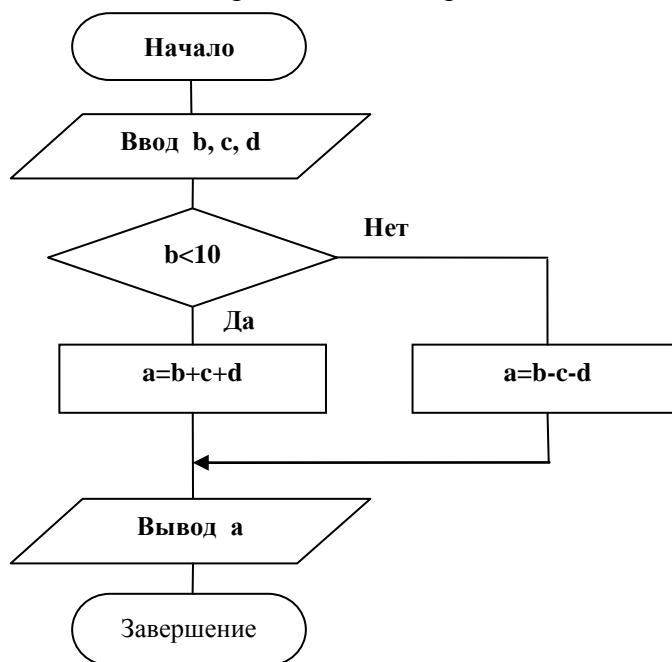 Начало
Ввод b, c, d
Нет
b<10
Да
a=b+c+d
a=b-c-d
Вывод a
Завершение